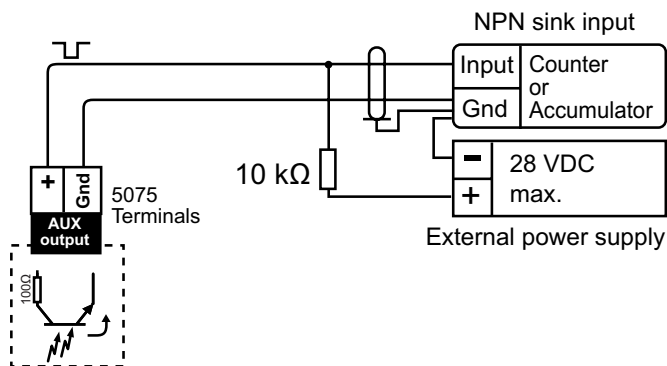 NPN sink input
Input
Counter
or
Accumulator
Gnd
10 kΩ
−
28 VDC
max.
+
External power supply
+
Gnd
5075
Terminals
AUX
output
100Ω